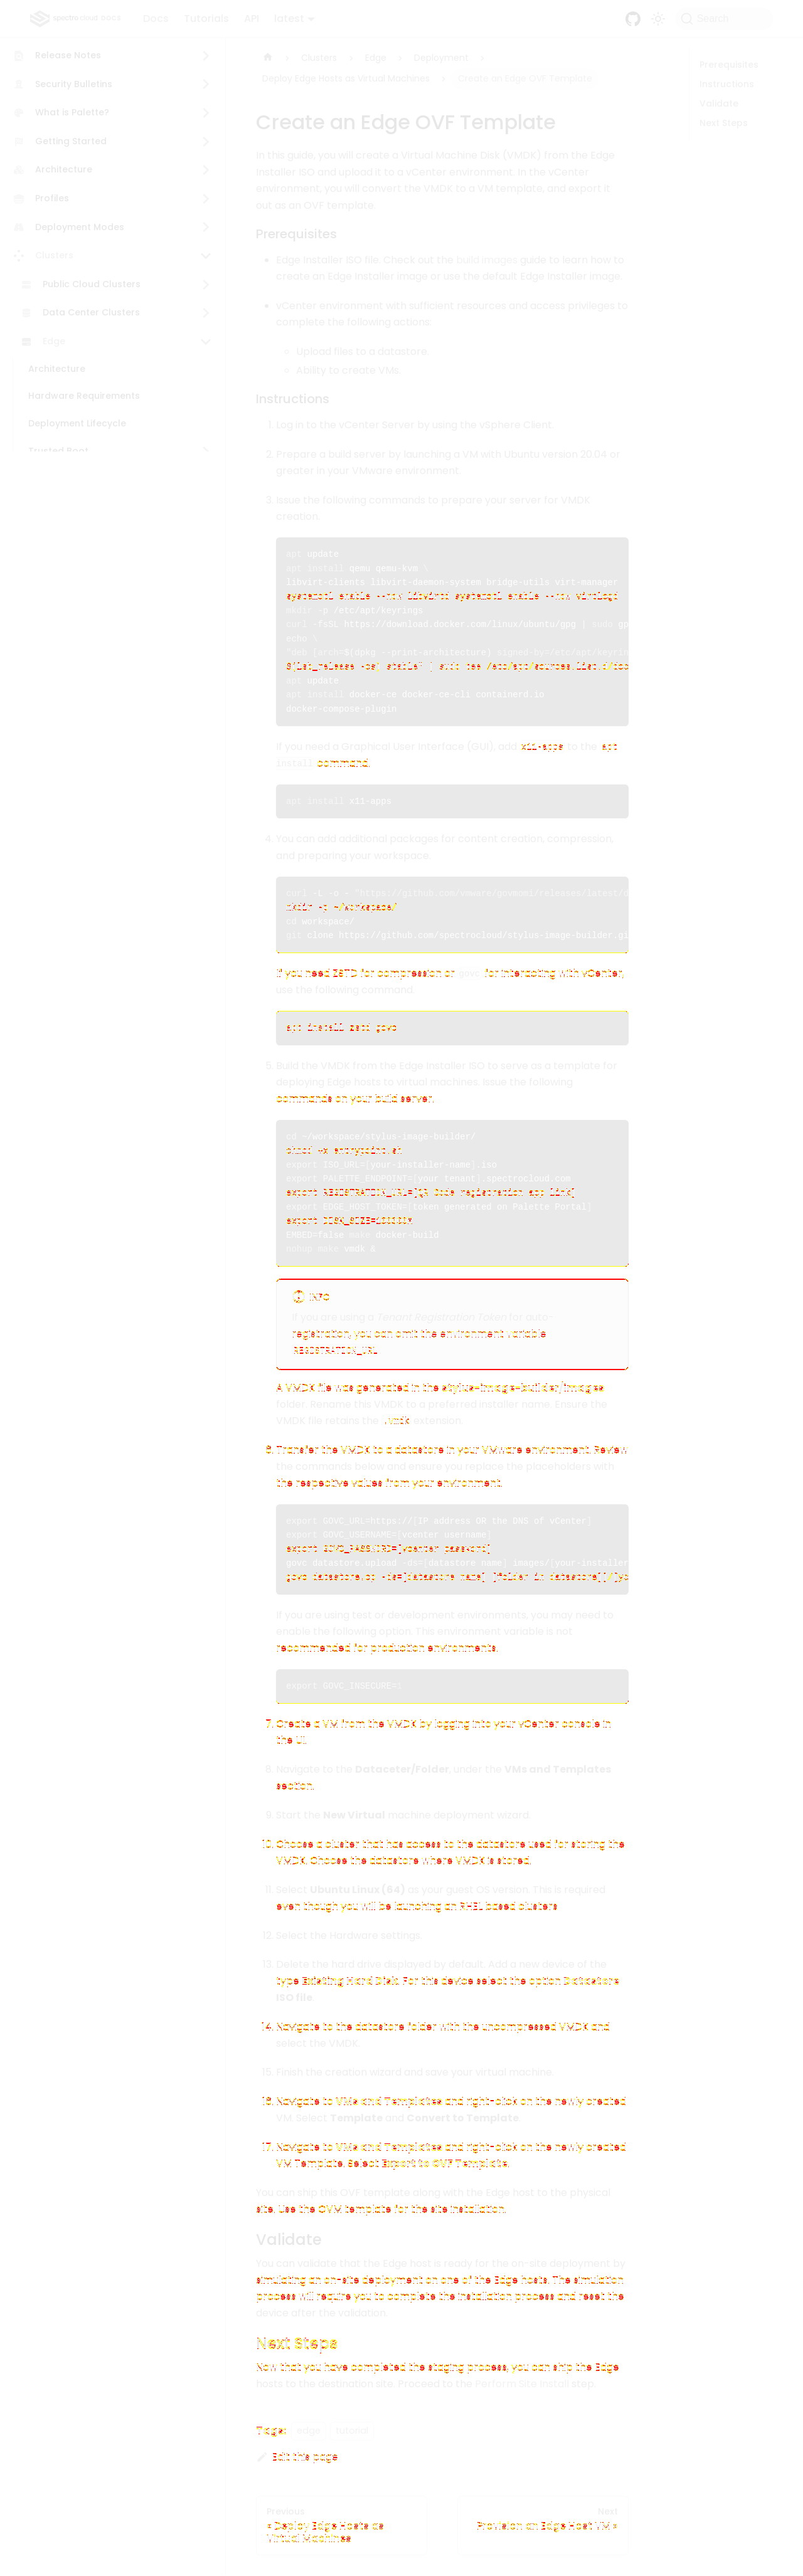 spectro cloud DOCS
Docs
Tutorials
API
latest
Search
Release Notes
Security Bulletins
What is Palette?
Getting Started
Architecture
Profiles
Deployment Modes
Clusters
Public Cloud Clusters
Data Center Clusters
Edge
Architecture
Hardware Requirements
Deployment Lifecycle
Trusted Boot
Clusters
Edge
Deployment
Deploy Edge Hosts as Virtual Machines
Create an Edge OVF Template
Prerequisites
Instructions
Validate
Next Steps
Create an Edge OVF Template
In this guide, you will create a Virtual Machine Disk (VMDK) from the Edge
Installer ISO and upload it to a vCenter environment. In the vCenter
environment, you will convert the VMDK to a VM template, and export it
out as an OVF template.
Prerequisites
Edge Installer ISO file. Check out the build images guide to learn how to
create an Edge Installer image or use the default Edge installer image.
vCenter environment with sufficient resources and access privileges to
complete the following actions:
Upload files to a datastore.
Ability to create VMs.
Instructions
1. Log in to the vCenter Server by using the vSphere Client.
2. Prepare a build server by launching a VM with Ubuntu version 20.04 or
greater in your VMware environment.
3. Issue the following commands to prepare your server for VMDK
creation.
apt update
apt install qemu qemu-kvm \
libvirt-clients libvirt-daemon-system bridge-utils virt-manager
systemctl enable --now libvirtd systemctl enable --now virtlogd
mkdir -p /etc/apt/keyrings
curl -fsSL https://download.docker.com/linux/ubuntu/gpg | sudo gp
echo \
"deb [arch=$(dpkg --print-architecture) signed-by=/etc/apt/keyrin
$(lsb_release -cs) stable" | sudo tee /etc/apt/sources.list.d/doc
apt update
apt install docker-ce docker-ce-cli containerd.io
docker-compose-plugin
If you need a Graphical User Interface (GUI), add x11-apps to the apt
install command.
apt install x11-apps
4. You can add additional packages for content creation, compression,
and preparing your workspace.
curl -L -o - "https://github.com/vmware/govmomi/releases/latest/d
mkdir -p ~/workspace/
cd workspace/
git clone https://github.com/spectrocloud/stylus-image-builder.gi
If you need ZSTD for compression or govc for interacting with vCenter,
use the following command.
apt install zstd govc
5. Build the VMDK from the Edge Installer ISO to serve as a template for
deploying Edge hosts to virtual machines. Issue the following
commands on your build server.
cd ~/workspace/stylus-image-builder/
chmod +x entrypoint.sh
export ISO_URL=[your-installer-name].iso
export PALETTE_ENDPOINT=[your tenant].spectrocloud.com
export REGISTRATION_URL=[QR Code registration app link]
export EDGE_HOST_TOKEN=[token generated on Palette Portal]
export DISK_SIZE=100000M
EMBED=false make docker-build
nohup make vmdk &
INFO
If you are using a Tenant Registration Token for auto-
registration, you can omit the environment variable
REGISTRATION_URL
A VMDK file was generated in the stylus-image-builder/images
folder. Rename this VMDK to a preferred installer name. Ensure the
VMDK file retains the .vmdk extension.
6. Transfer the VMDK to a datastore in your VMware environment. Review
the commands below and ensure you replace the placeholders with
the respective values from your environment.
export GOVC_URL=https://[IP address OR the DNS of vCenter]
export GOVC_USERNAME=[vcenter username]
export GOVC_PASSWORD=[vcenter password]
govc datastore.upload -ds=[datastore name] images/[your-installer
govc datastore.cp -ds=[datastore name] [folder in datastore]/[yo
If you are using test or development environments, you may need to
enable the following option. This environment variable is not
recommended for production environments.
export GOVC_INSECURE=1
7. Create a VM from the VMDK by logging into your vCenter console in
the UI.
8. Navigate to the Dataceter/Folder, under the VMs and Templates
section.
9. Start the New Virtual machine deployment wizard.
10. Choose a cluster that has access to the datastore used for storing the
VMDK. Choose the datastore where VMDK is stored.
11. Select Ubuntu Linux (64) as your guest OS version. This is required
even though you will be launching an RHEL based clusters
12. Select the Hardware settings.
13. Delete the hard drive displayed by default. Add a new device of the
type Existing Hard Disk. For this device select the option Datastore
ISO file.
14. Navigate to the datastore folder with the uncompressed VMDK and
select the VMDK.
15. Finish the creation wizard and save your virtual machine.
16. Navigate to VMs and Templates and right-click on the newly created
VM. Select Template and Convert to Template.
17. Navigate to VMs and Templates and right-click on the newly created
VM Template. Select Export to OVF Template.
You can ship this OVF template along with the Edge host to the physical
site. Use the OVM template for the site installation.
Validate
You can validate that the Edge host is ready for the on-site deployment by
simulating an on-site deployment on one of the Edge hosts. The simulation
process will require you to complete the installation process and reset the
device after the validation.
Next Steps
Now that you have completed the staging process, you can ship the Edge
hosts to the destination site. Proceed to the Perform Site Install step.
Tags:
edge
tutorial
Edit this page
Previous
« Deploy Edge Hosts as
Virtual Machines
Next
Provision an Edge Host VM »